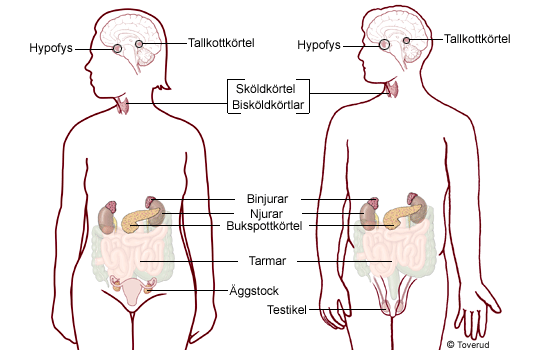 Hypofys
Tallkottkörtel
Hypofys
Tallkottkörtel
Sköldkörtel
Bisköldkörtlar
Binjurar
Njurar
Bukspottkörtel
Tarmar
Äggstock
Testikel
© Toverud